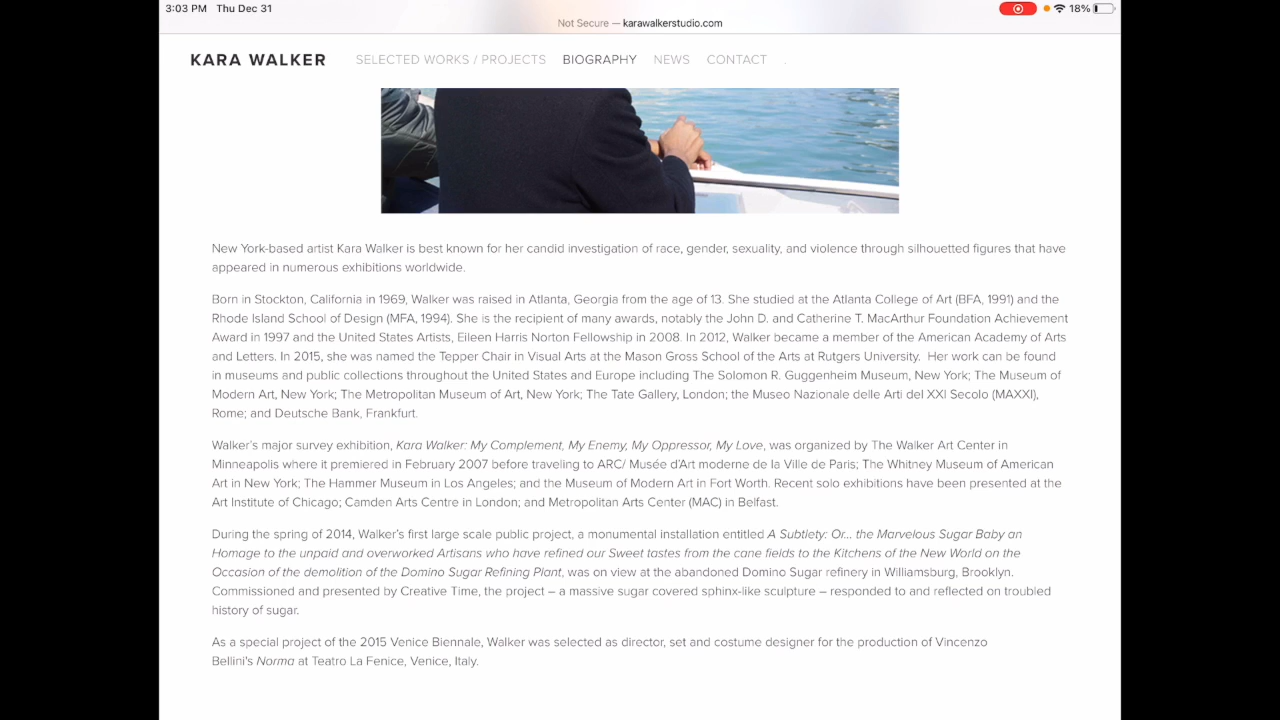 3:03 PM Thu Dec 31
18%
Not Secure — karawalkerstudio.com
KARA WALKER SELECTED WORKS / PROJECTS BIOGRAPHY NEWS CONTACT .
New York-based artist Kara Walker is best known for her candid investigation of race, gender, sexuality, and violence through silhouetted figures that have
appeared in numerous exhibitions worldwide.
Born in Stockton, California in 1969, Walker was raised in Atlanta, Georgia from the age of 13. She studied at the Atlanta College of Art (BFA, 1991) and the
Rhode Island School of Design (MFA, 1994). She is the recipient of many awards, notably the John D. and Catherine T. MacArthur Foundation Achievement
Award in 1997 and the United States Artists, Eileen Harris Norton Fellowship in 2008. In 2012, Walker became a member of the American Academy of Arts
and Letters. In 2015, she was named the Tepper Chair in Visual Arts at the Mason Gross School of the Arts at Rutgers University. Her work can be found
in museums and public collections throughout the United States and Europe including The Solomon R. Guggenheim Museum, New York; The Museum of
Modern Art, New York; The Metropolitan Museum of Art, New York; The Tate Gallery, London; the Museo Nazionale delle Arti del XXI Secolo (MAXXI),
Rome; and Deutsche Bank, Frankfurt.
Walker's major survey exhibition, Kara Walker: My Complement, My Enemy, My Oppressor, My Love, was organized by The Walker Art Center in
Minneapolis where it premiered in February 2007 before traveling to ARC/ Musée d'Art moderne de la Ville de Paris; The Whitney Museum of American
Art in New York; The Hammer Museum in Los Angeles; and the Museum of Modern Art in Fort Worth. Recent solo exhibitions have been presented at the
Art Institute of Chicago; Camden Arts Centre in London; and Metropolitan Arts Center (MAC) in Belfast.
During the spring of 2014, Walker's first large scale public project, a monumental installation entitled A Subtlety: Or... the Marvelous Sugar Baby an
Homage to the unpaid and overworked Artisans who have refined our Sweet tastes from the cane fields to the Kitchens of the New World on the
Occasion of the demolition of the Domino Sugar Refining Plant, was on view at the abandoned Domino Sugar refinery in Williamsburg, Brooklyn.
Commissioned and presented by Creative Time, the project – a massive sugar covered sphinx-like sculpture – responded to and reflected on troubled
history of sugar.
As a special project of the 2015 Venice Biennale, Walker was selected as director, set and costume designer for the production of Vincenzo
Bellini's Norma at Teatro La Fenice, Venice, Italy.